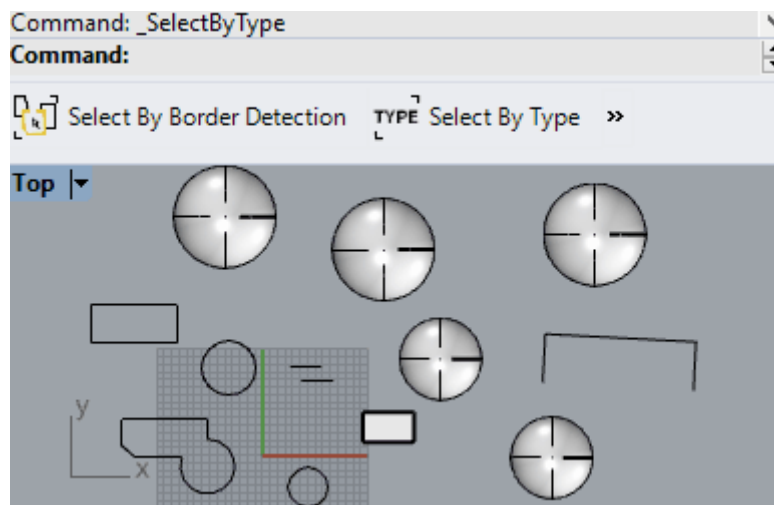 Command: _SelectByType
Command:
Select By Border Detection TYPE Select By Type »
Top
y
x